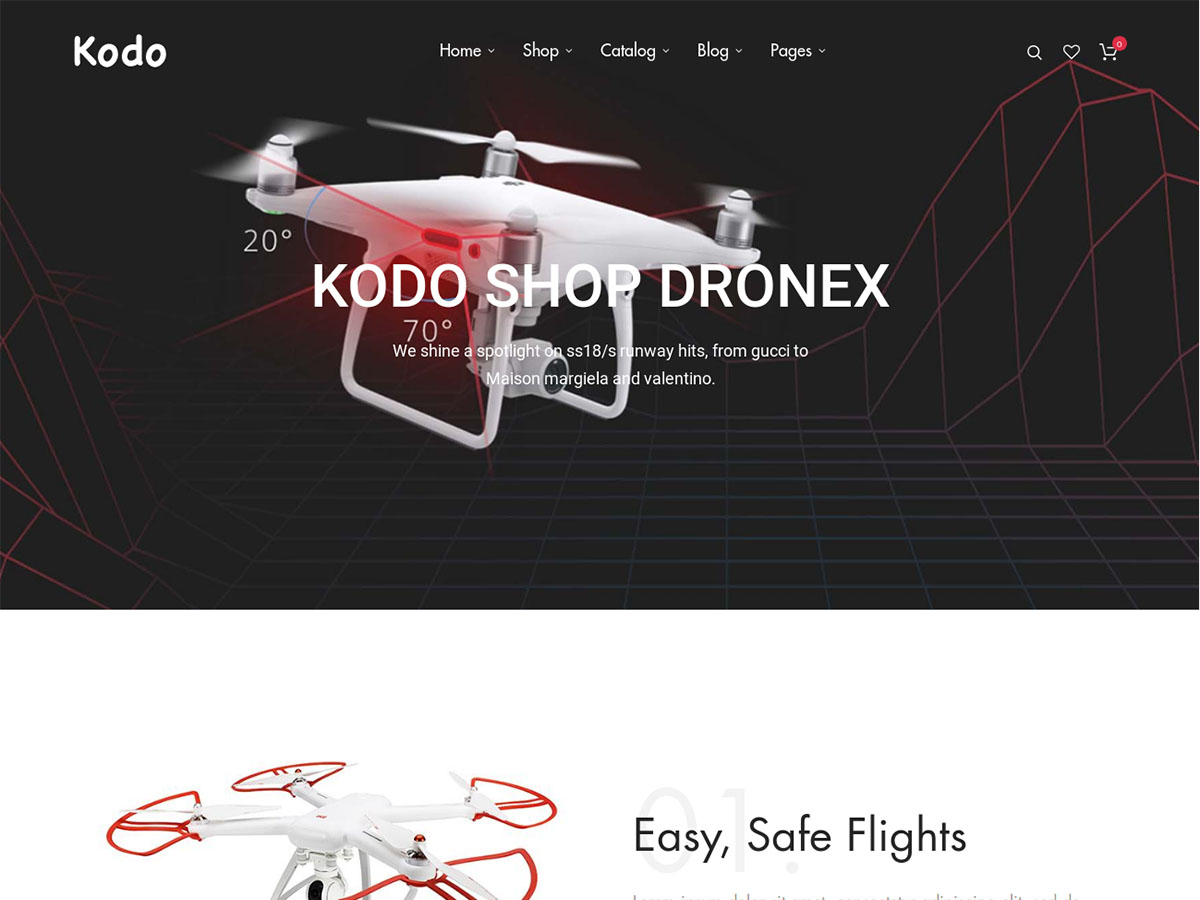 Kodo
Home Shop Catalog Blog Pages
0
20°
KODO SHOP DRONEX
70°
We shine a spotlight on ss18/s runway hits, from gucci to
Maison margiela and valentino.
01.
Easy, Safe Flights